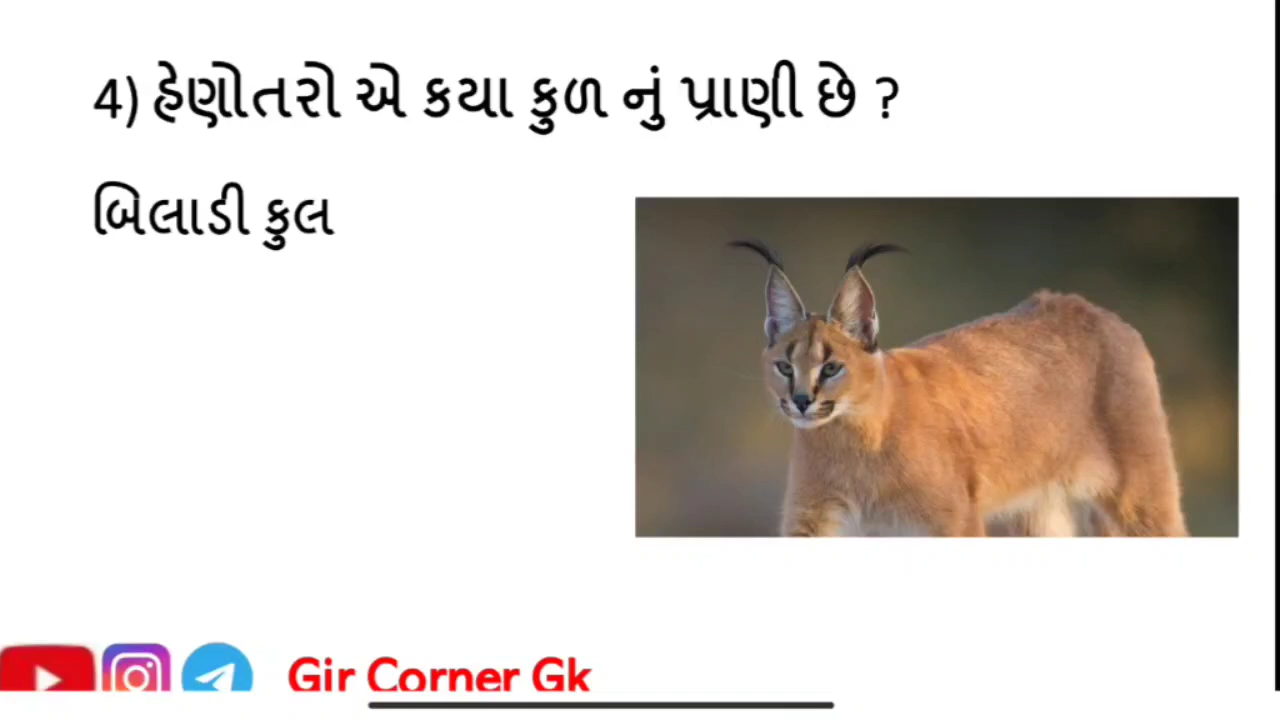 4) હેણોતરો એ કયા કુળ નું પ્રાણી છે ?
બિલાડી કુલ
Gir Corner Gk